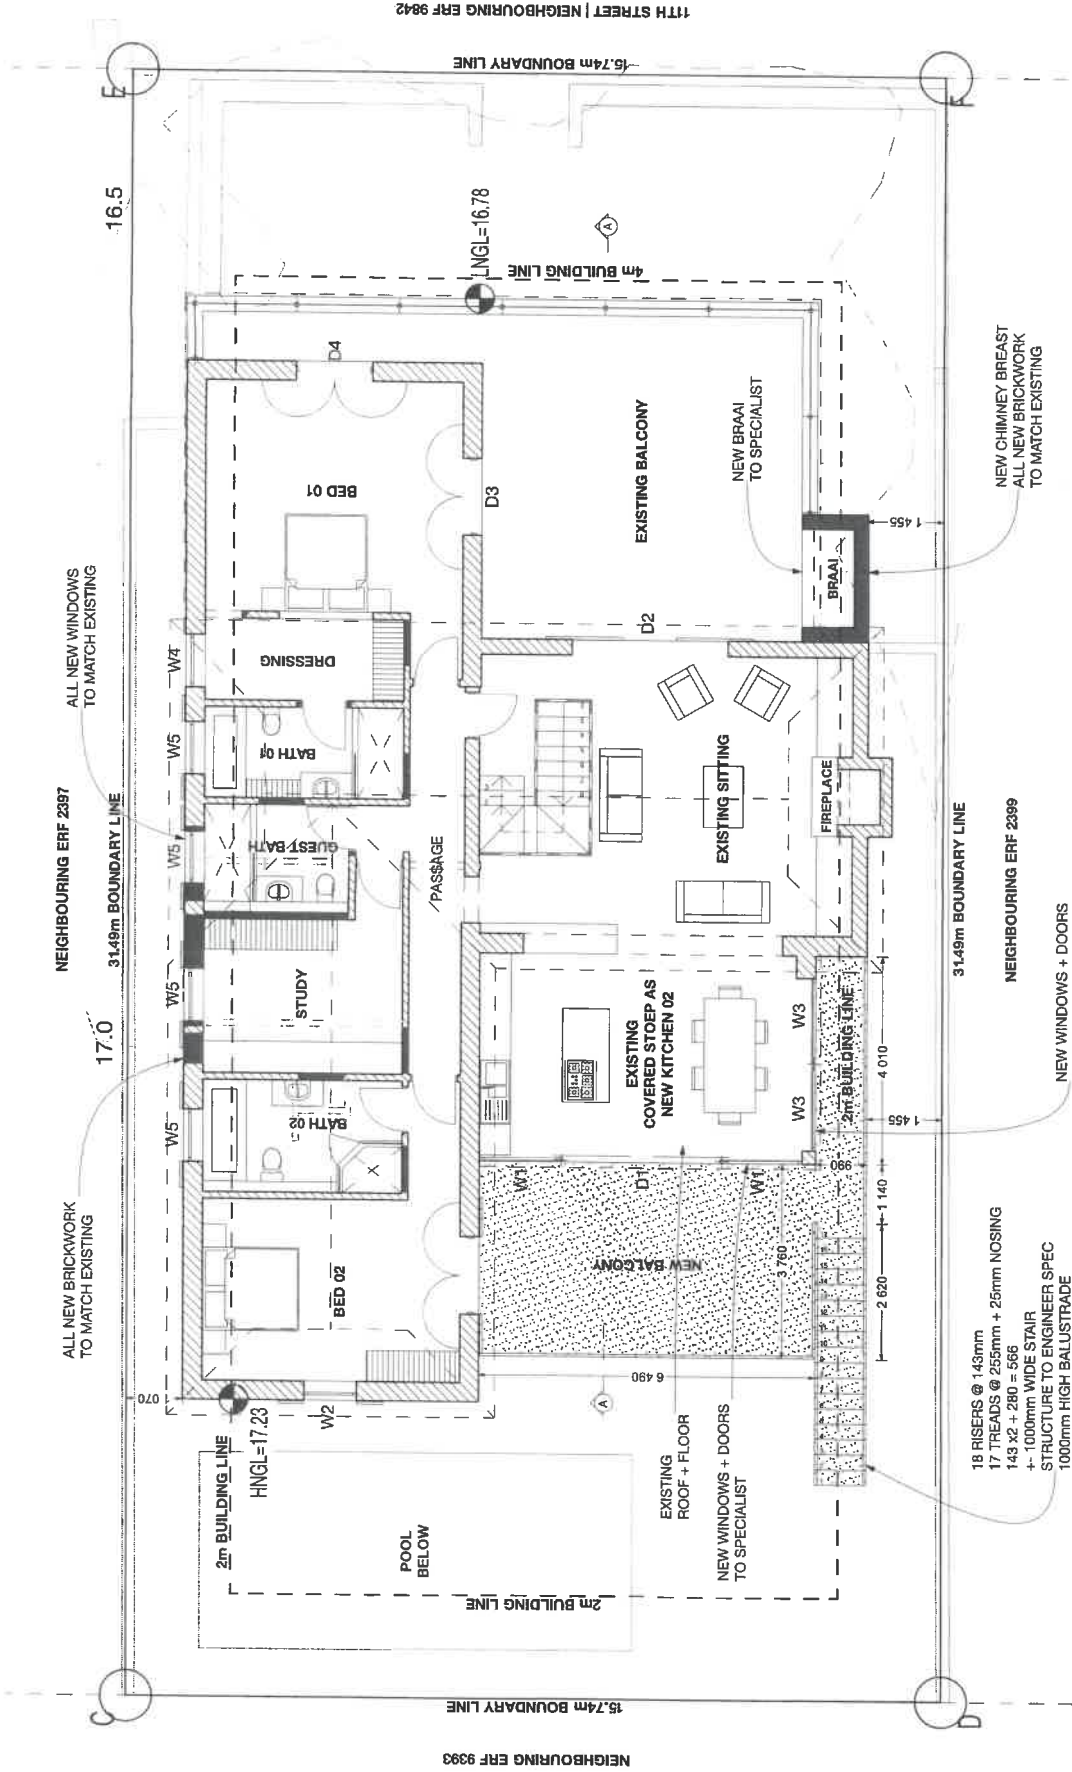 11TH STREET | NEIGHBOURING ERF 9842
15.74m BOUNDARY LINE
E
F
16.5
LNGL=16.78
A
4m BUILDING LINE
D4
BED 01
D3
EXISTING BALCONY
NEW BRAAI
TO SPECIALIST
NEW CHIMNEY BREAST
ALL NEW BRICKWORK
TO MATCH EXISTING
1 455
BRAAI
D2
ALL NEW WINDOWS
TO MATCH EXISTING
W4
DRESSING
W5
BATH 01
NEIGHBOURING ERF 2397
31.49m BOUNDARY LINE
W5
GUEST BATH
PASSAGE
EXISTING SITTING
FIREPLACE
31.49m BOUNDARY LINE
NEIGHBOURING ERF 2399
17.0
W5
STUDY
EXISTING
COVERED STOEP AS
NEW KITCHEN 02
W3
W3
2m BUILDING LINE
4 010
1 455
NEW WINDOWS + DOORS
ALL NEW BRICKWORK
TO MATCH EXISTING
W5
BATH 02
W1
D1
W1
990
1 140
BED 02
NEW BALCONY
3 760
2 620
1 070
W2
6 490
A
HNGL=17.23
2m BUILDING LINE
EXISTING
ROOF + FLOOR
NEW WINDOWS + DOORS
TO SPECIALIST
18 RISERS @ 143mm
17 TREADS @ 255mm + 25mm NOSING
143 x2 + 280 = 566
+- 1000mm WIDE STAIR
STRUCTURE TO ENGINEER SPEC
1000mm HIGH BALUSTRADE
POOL
BELOW
2m BUILDING LINE
C
D
15.74m BOUNDARY LINE
NEIGHBOURING ERF 9393